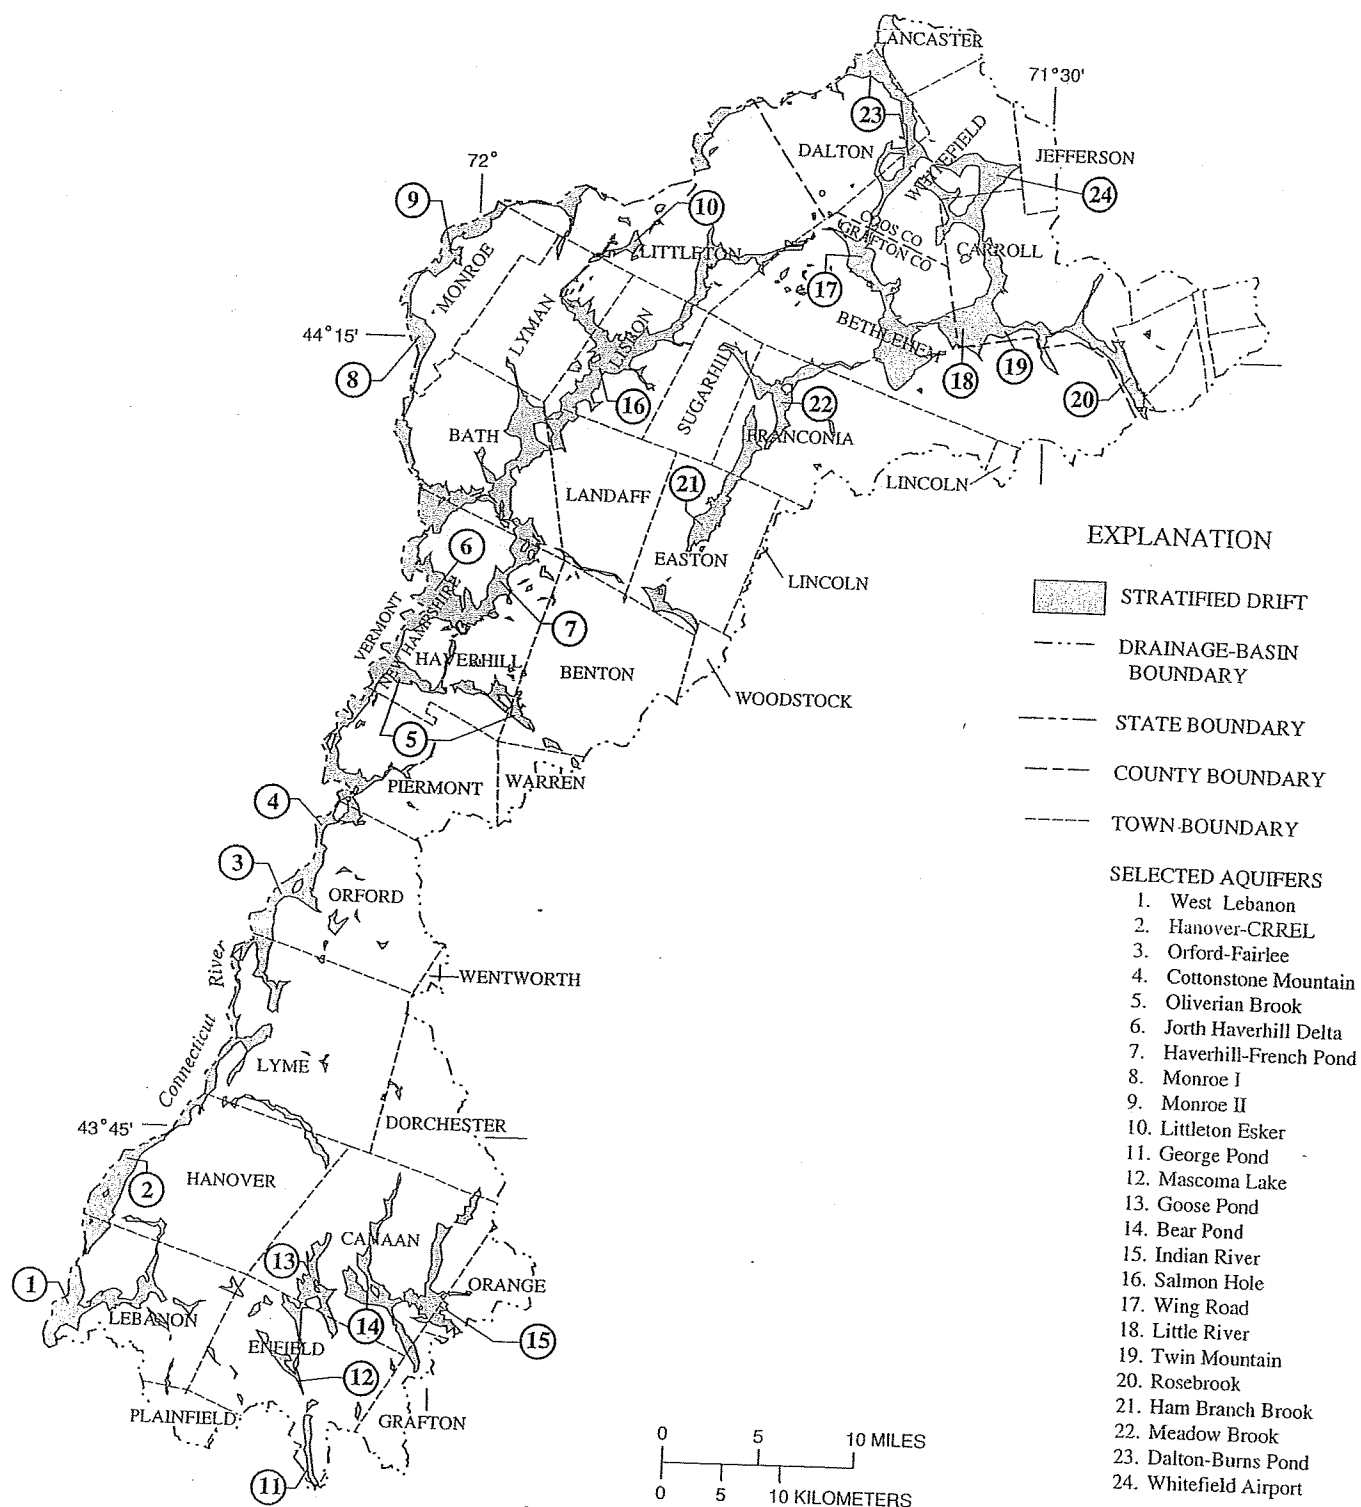 LANCASTER
71°30'
23
DALTON
WHITEFIELD
JEFFERSON
72°
24
9
10
COOS CO
GRAFTON CO
LITTLETON
CARROLL
MONROE
17
LYMAN
LISBON
BETHLEHEM
44°15'
8
16
SUGARHILL
18
19
20
22
BATH
FRANCONIA
21
LINCOLN
LANDAFF
EXPLANATION
6
EASTON
LINCOLN
STRATIFIED DRIFT
VERMONT
NEW HAMPSHIRE
7
HAVERHILL
BENTON
DRAINAGE-BASIN
BOUNDARY
WOODSTOCK
STATE BOUNDARY
5
COUNTY BOUNDARY
PIERMONT
WARREN
4
TOWN BOUNDARY
3
ORFORD
SELECTED AQUIFERS
1. West Lebanon
2. Hanover-CRREL
3. Orford-Fairlee
4. Cottonstone Mountain
5. Oliverian Brook
6. Jorth Haverhill Delta
7. Haverhill-French Pond
8. Monroe I
9. Monroe II
10. Littleton Esker
11. George Pond
12. Mascoma Lake
13. Goose Pond
14. Bear Pond
15. Indian River
16. Salmon Hole
17. Wing Road
18. Little River
19. Twin Mountain
20. Rosebrook
21. Ham Branch Brook
22. Meadow Brook
23. Dalton-Burns Pond
24. Whitefield Airport
WENTWORTH
Connecticut River
LYME
43°45'
DORCHESTER
HANOVER
2
CANAAN
13
1
ORANGE
LEBANON
14
15
ENFIELD
12
PLAINFIELD
GRAFTON
11
0 5 10 MILES
0 5 10 KILOMETERS